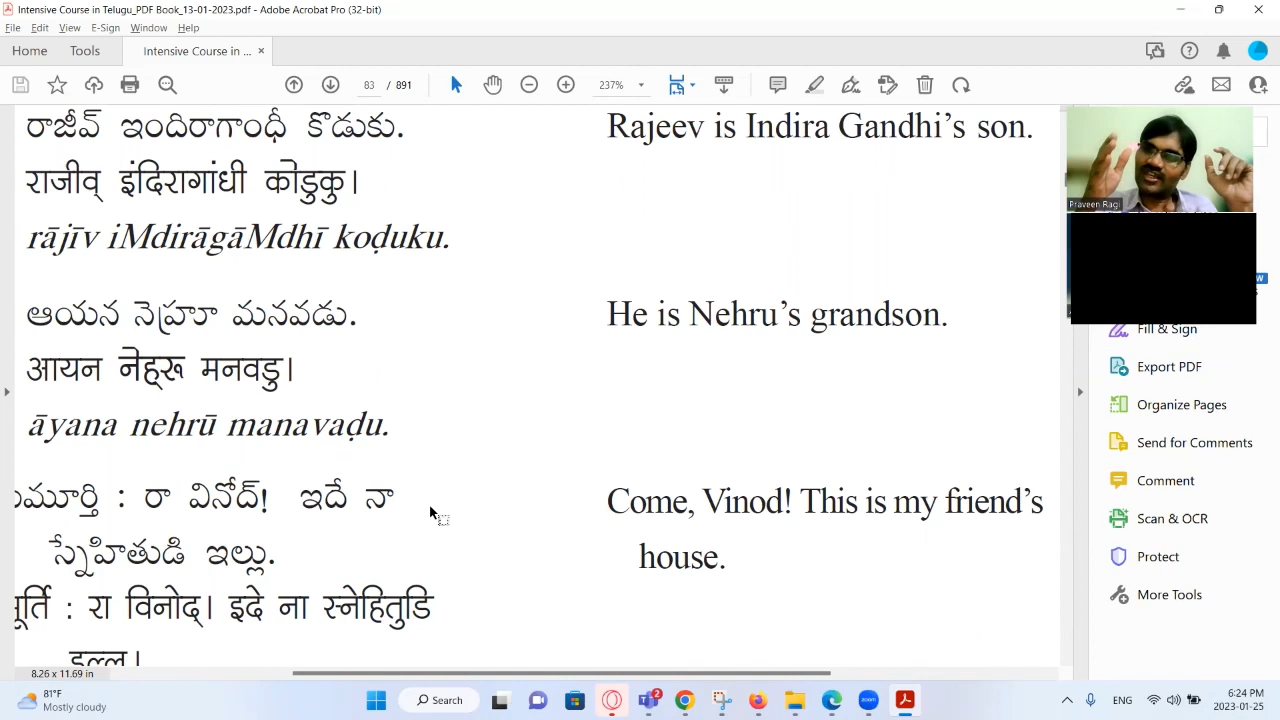 Intensive Course in Telugu_PDF Book_13-01-2023.pdf - Adobe Acrobat Pro (32-bit)
File Edit View E-Sign Window Help
Home Tools Intensive Course in ... ×
83 / 891 237%
రాజీవ్ ఇందిరాగాంధీ కొడుకు. Rajeev is Indira Gandhi’s son.
राजीव् इंदिरागांधी कोडुकु।
rājīv iMdirāgāMdhī koḍuku.
Praveen Ragi
ఆయన నెహ్రూ మనవడు. He is Nehru’s grandson.
आयन नेह्रू मनवडु।
āyana nehrū manavaḍu.
Fill & Sign
Export PDF
Organize Pages
Send for Comments
Comment
Scan & OCR
Protect
More Tools
: రా వినోద్! ఇదే నా Come, Vinod! This is my friend’s
స్నేహితుడి ఇల్లు. house.
: रा विनोद्। इदे ना स्नेहितुडि
8.26 x 11.69 in
81°F
Mostly cloudy
Search
2
zoom
ENG
6:24 PM
2023-01-25